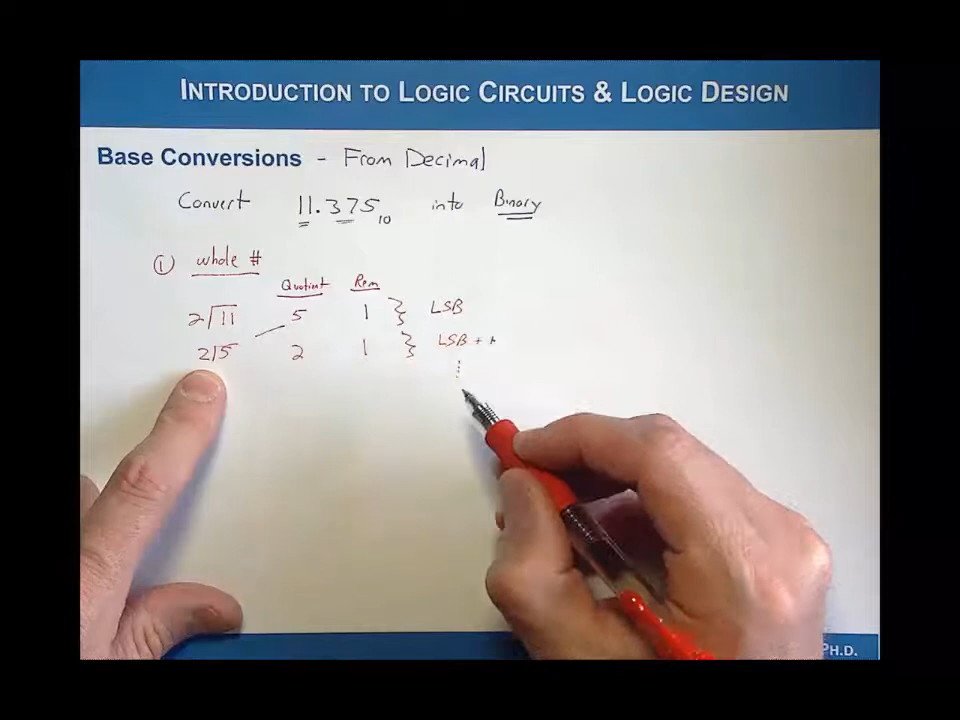 INTRODUCTION TO LOGIC CIRCUITS & LOGIC DESIGN
Base Conversions - From Decimal
Convert 11.375₁₀ into Binary
① whole #
Quotient Rem
2 11 5 1 } LSB
2 5 2 1 } LSB +
PH.D.